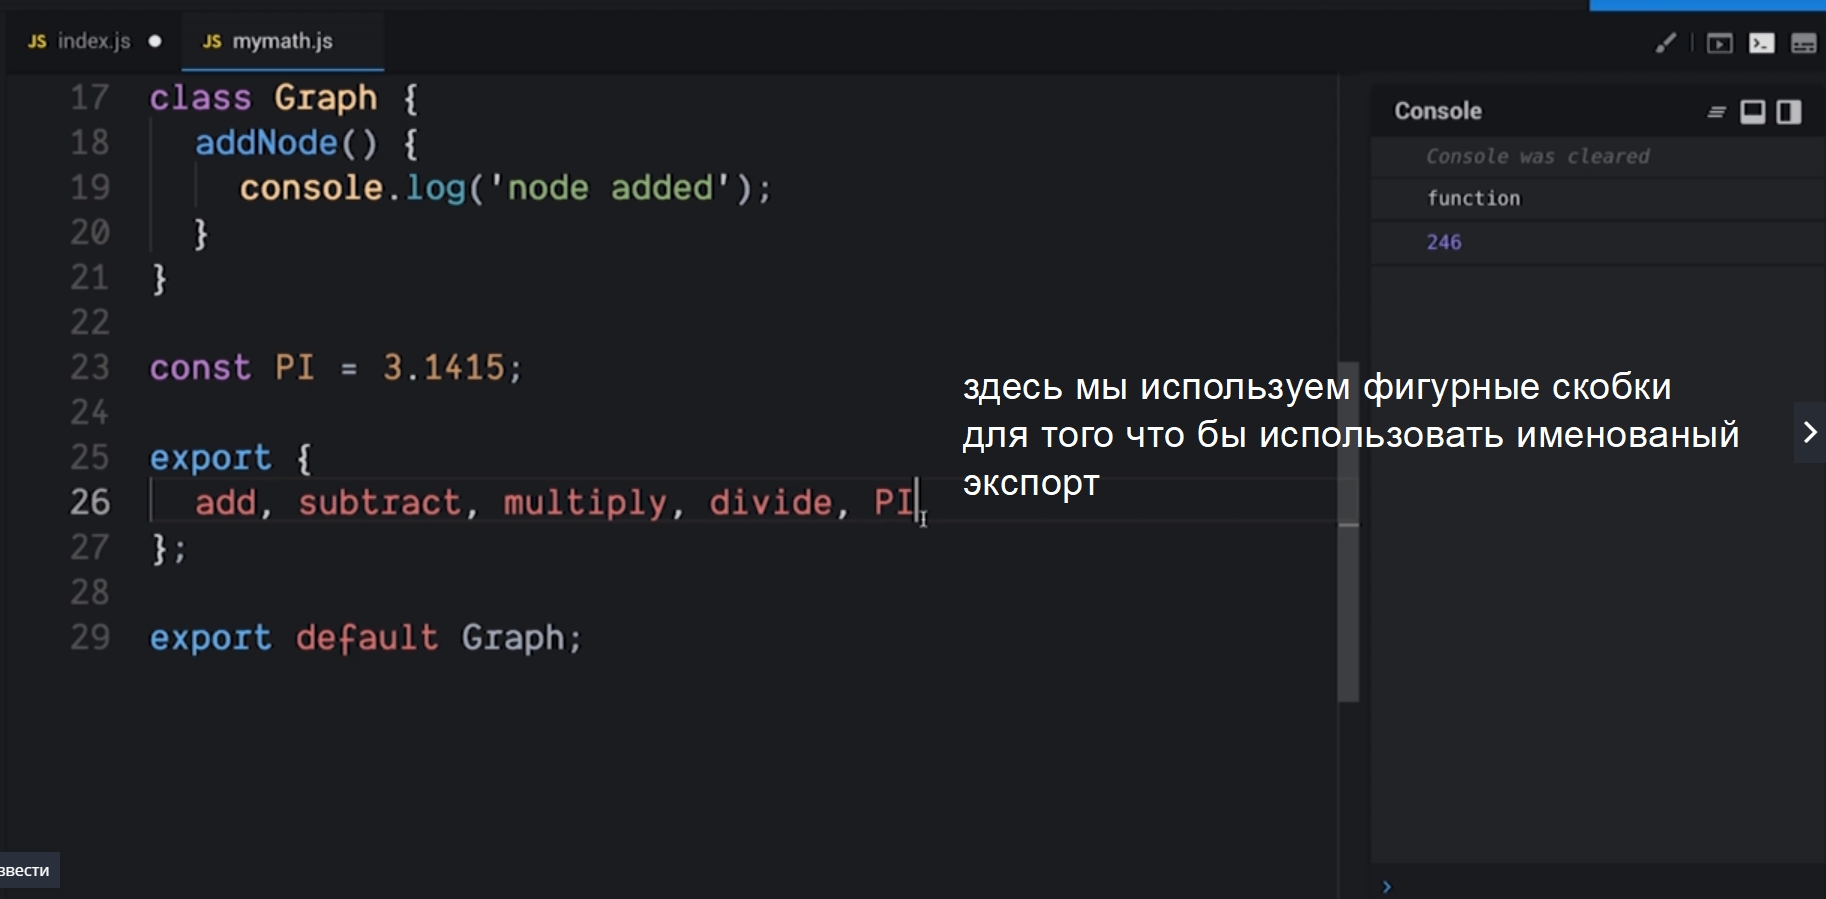 JS index.js ● JS mymath.js
17 class Graph {
18 addNode() {
19 console.log('node added');
20 }
21 }
22
23 const PI = 3.1415;
24
25 export {
26 add, subtract, multiply, divide, PI
27 };
28
29 export default Graph;
здесь мы используем фигурные скобки
для того что бы использовать именованый
экспорт
Console
Console was cleared
function
246
звести